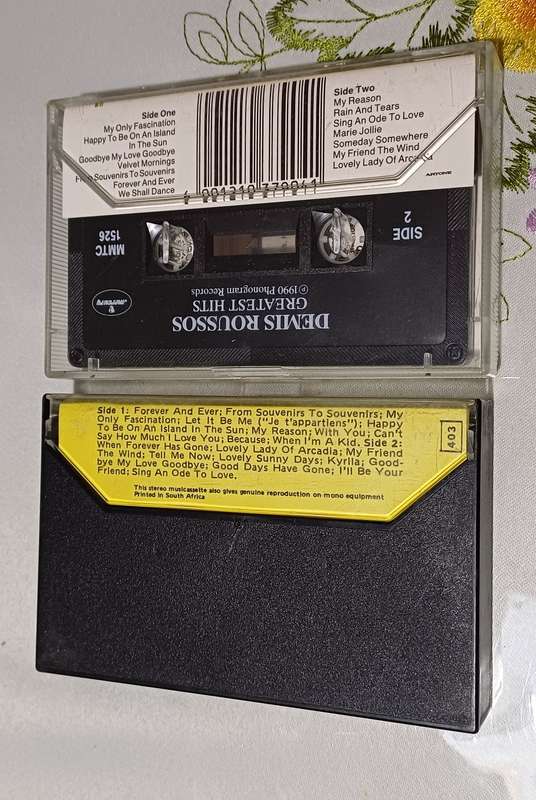 Side One
My Only Fascination
Happy To Be On An Island
In The Sun
Goodbye My Love Goodbye
Velvet Mornings
From Souvenirs To Souvenirs
Forever And Ever
We Shall Dance
Side Two
My Reason
Rain And Tears
Sing An Ode To Love
Marie Jollie
Someday Somewhere
My Friend The Wind
Lovely Lady Of Arcadia
ARTONE
SIDE
2
MMTC
1526
DEMIS ROUSSOS
GREATEST HITS
℗1990 Phonogram Records
mercury
Side 1: Forever And Ever; From Souvenirs To Souvenirs; My
Only Fascination; Let It Be Me ("Je t'appartiens"); Happy
To Be On An Island In The Sun; My Reason; With You; Can't
Say How Much I Love You; Because; When I'm A Kid. Side 2:
When Forever Has Gone; Lovely Lady Of Arcadia; My Friend
The Wind; Tell Me Now; Lovely Sunny Days; Kyrila; Good-
bye My Love Goodbye; Good Days Have Gone; I'll Be Your
Friend; Sing An Ode To Love.
403
This stereo musicassette also gives genuine reproduction on mono equipment
Printed in South Africa